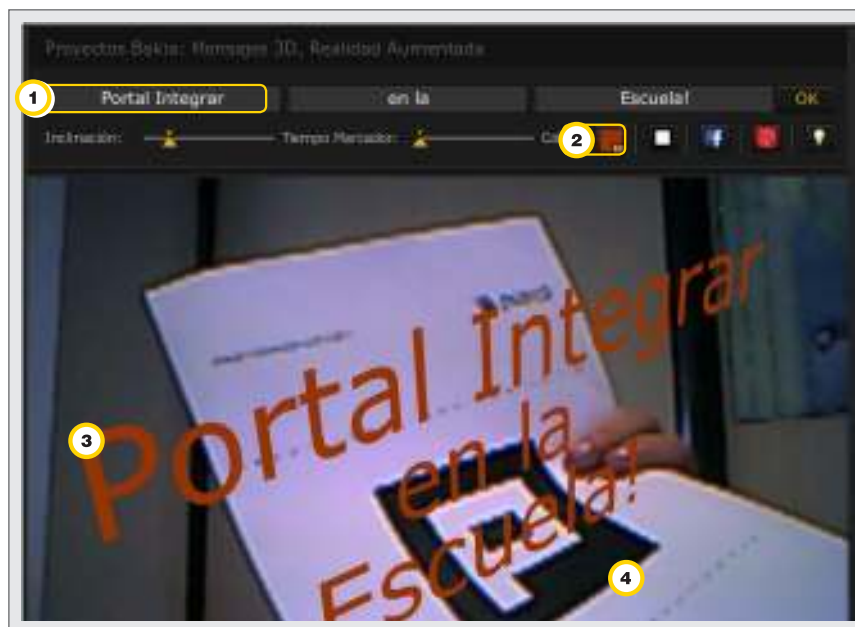 Proyectos Bakia: Mensajes 3D, Realidad Aumentada
1 Portal Integrar en la Escuela! OK
Inclinación: Tiempo Marcador: 2
Portal Integrar
3
en la
Escuela!
4